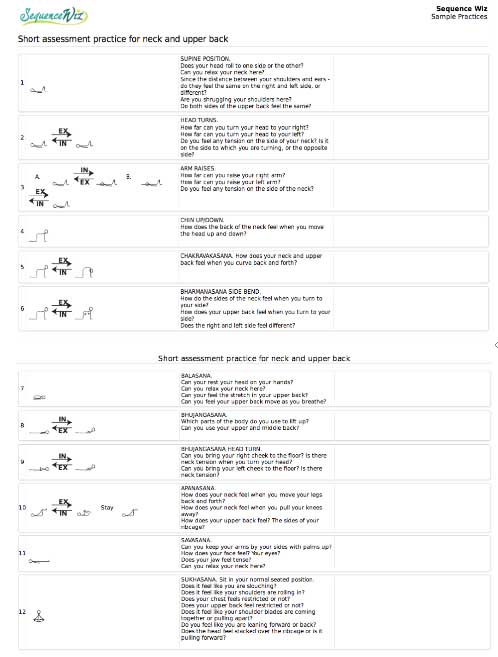 Sequence Wiz
Sequence Wiz
Sample Practices
Short assessment practice for neck and upper back
1
SUPINE POSITION.
Does your head roll to one side or the other?
Can you relax your neck here?
Since the distance between your shoulders and ears -
do they feel the same on the right and left side, or
different?
Are you shrugging your shoulders here?
Do both sides of the upper back feel the same?
2
EX
IN
HEAD TURNS.
How far can you turn your head to your right?
How far can you turn your head to your left?
Do you feel any tension on the side of your neck? Is it
on the side to which you are turning, or the opposite
side?
3
A.
IN
EX
B.
EX
IN
ARM RAISES.
How far can you raise your right arm?
How far can you raise your left arm?
Do you feel any tension on the side of the neck?
4
CHIN UP/DOWN.
How does the back of the neck feel when you move
the head up and down?
5
EX
IN
CHAKRAVAKASANA. How does your neck and upper
back feel when you curve back and forth?
6
EX
IN
BHARMANASANA SIDE BEND.
How do the sides of the neck feel when you turn to
your side?
How does your upper back feel when you turn to your
side?
Does the right and left side feel different?
Short assessment practice for neck and upper back
7
BALASANA.
Can your rest your head on your hands?
Can you relax your neck here?
Can your feel the stretch in your upper back?
Can you feel your upper back move as you breathe?
8
IN
EX
BHUJANGASANA.
Which parts of the body do you use to lift up?
Can you use your upper and middle back?
9
IN
EX
BHUJANGASANA HEAD TURN.
Can you bring your right cheek to the floor? Is there
neck tension when you turn your head?
Can you bring your left cheek to the floor? Is there
neck tension?
10
EX
IN
Stay
APANASANA.
How does your neck feel when you move your legs
back and forth?
How does your neck feel when you pull your knees
away?
How does your upper back feel? The sides of your
ribcage?
11
SAVASANA.
Can you keep your arms by your sides with palms up?
How does your face feel? Your eyes?
Does your jaw feel tense?
Can you relax your neck here?
12
SUKHASANA. Sit in your normal seated position.
Does it feel like you are slouching?
Does it feel like your shoulders are rolling in?
Does your chest feels restricted or not?
Does your upper back feel restricted or not?
Does it feel like your shoulder blades are coming
together or pulling apart?
Do you feel like you are leaning forward or back?
Does the head feel stacked over the ribcage or is it
pulling forward?